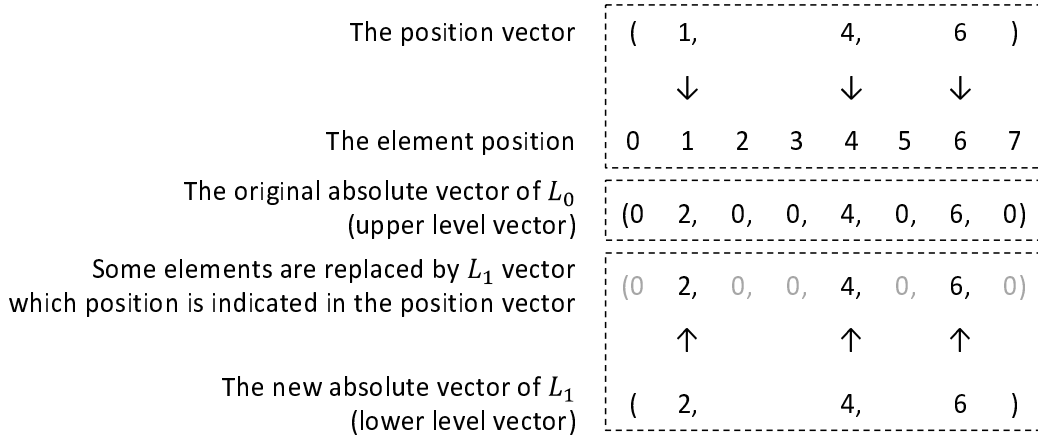 The position vector ( 1, 4, 6 )
↓ ↓ ↓
The element position 0 1 2 3 4 5 6 7
The original absolute vector of L₀
(upper level vector) (0 2, 0, 0, 4, 0, 6, 0)
Some elements are replaced by L₁ vector
which position is indicated in the position vector (0 2, 0, 0, 4, 0, 6, 0)
↑ ↑ ↑
The new absolute vector of L₁
(lower level vector) ( 2, 4, 6 )